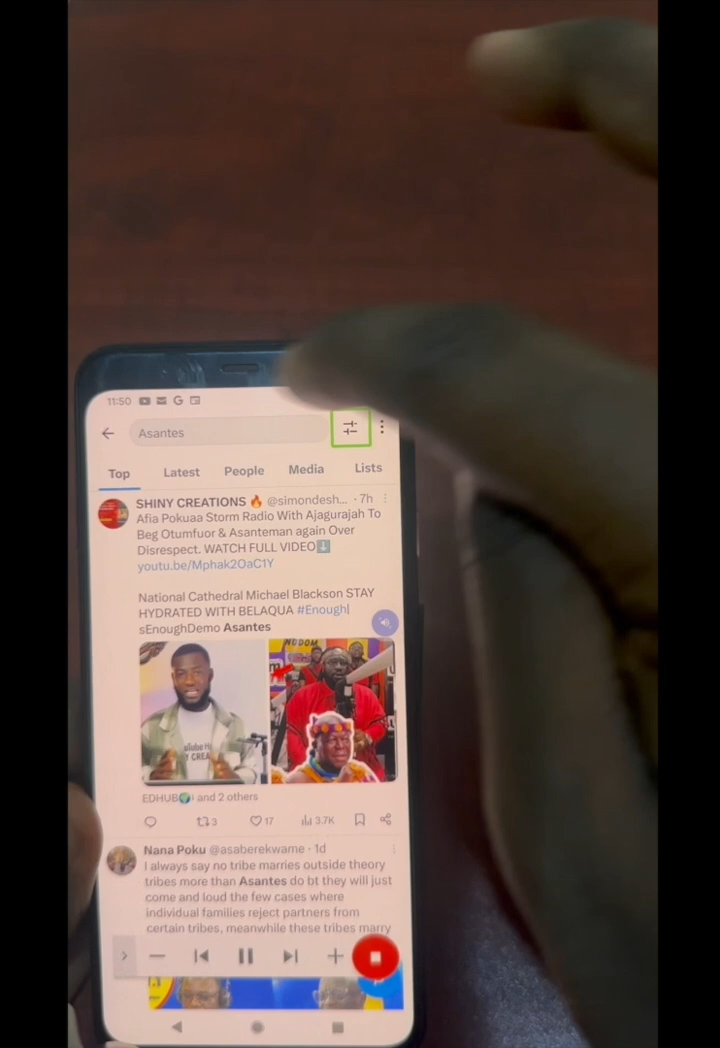 11:50
Asantes
Top Latest People Media Lists
SHINY CREATIONS 🔥 @simondesh... · 7h
Afia Pokuaa Storm Radio With Ajagurajah To
Beg Otumfuor & Asanteman again Over
Disrespect. WATCH FULL VIDEO⬇️
youtu.be/Mphak2OaC1Y
National Cathedral Michael Blackson STAY
HYDRATED WITH BELAQUA #EnoughI
sEnoughDemo Asantes
EDHUB🌍i and 2 others
3 17 3.7K
Nana Poku @asaberekwame · 1d
I always say no tribe marries outside theory
tribes more than Asantes do bt they will just
come and loud the few cases where
individual families reject partners from
certain tribes, meanwhile these tribes marry